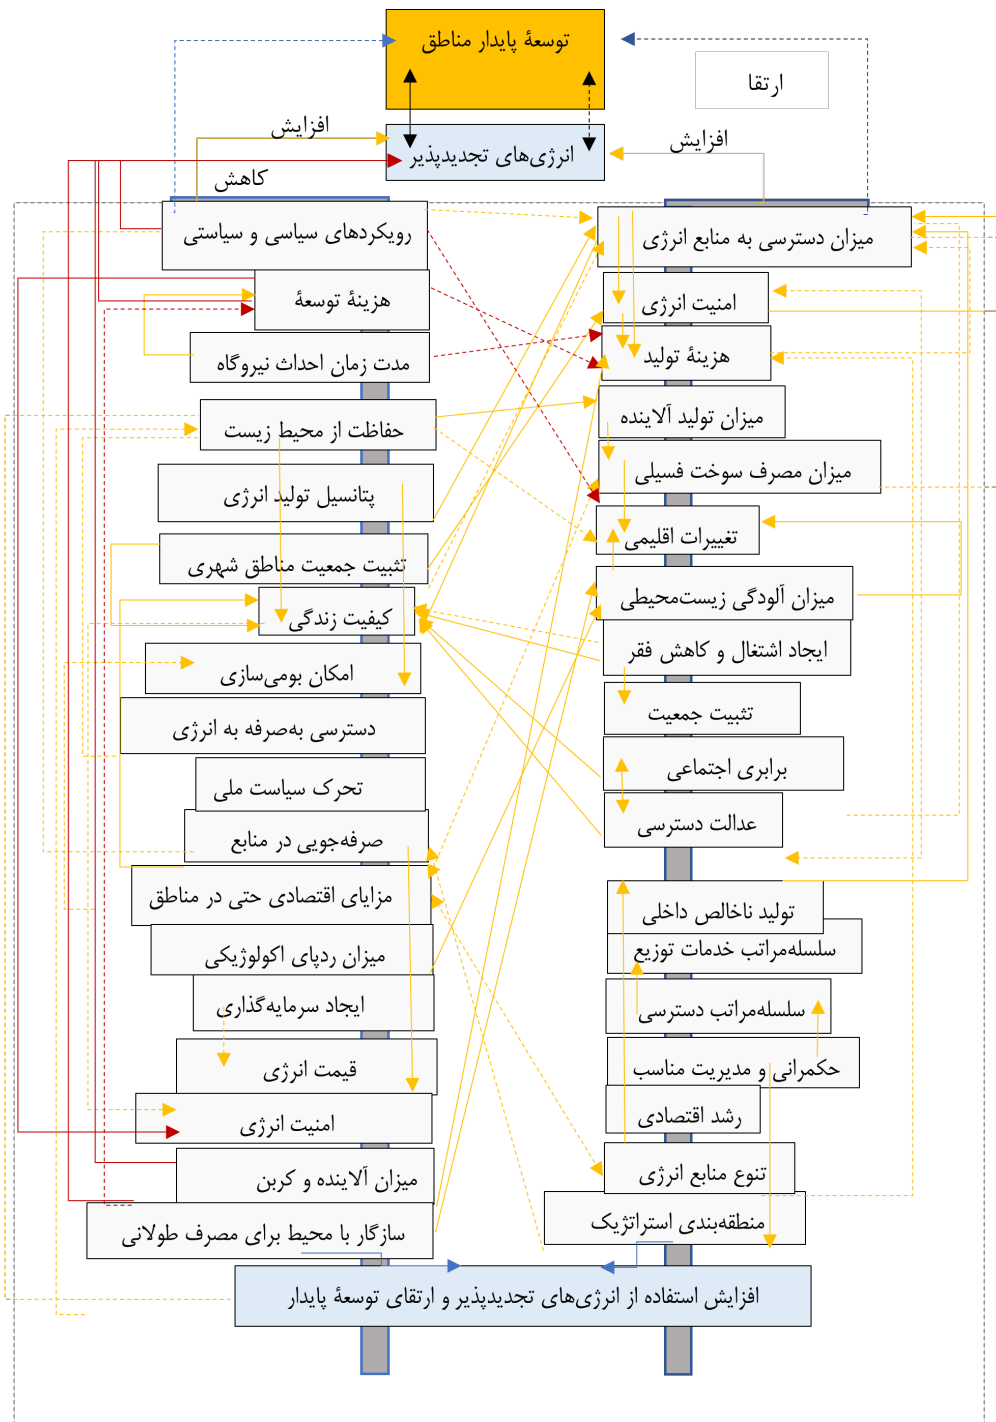 توسعۀ پایدار مناطق
ارتقا
افزایش
انرژی‌های تجدیدپذیر
افزایش
کاهش
رویکردهای سیاسی و سیاستی
هزینۀ توسعۀ
مدت زمان احداث نیروگاه
حفاظت از محیط زیست
پتانسیل تولید انرژی
تثبیت جمعیت مناطق شهری
کیفیت زندگی
امکان بومی‌سازی
دسترسی به‌صرفه به انرژی
تحرک سیاست ملی
صرفه‌جویی در منابع
مزایای اقتصادی حتی در مناطق
میزان ردپای اکولوژیکی
ایجاد سرمایه‌گذاری
قیمت انرژی
امنیت انرژی
میزان آلاینده و کربن
سازگار با محیط برای مصرف طولانی
میزان دسترسی به منابع انرژی
امنیت انرژی
هزینۀ تولید
میزان تولید آلاینده
میزان مصرف سوخت فسیلی
تغییرات اقلیمی
میزان آلودگی زیست‌محیطی
ایجاد اشتغال و کاهش فقر
تثبیت جمعیت
برابری اجتماعی
عدالت دسترسی
تولید ناخالص داخلی
سلسله‌مراتب خدمات توزیع
سلسله‌مراتب دسترسی
حکمرانی و مدیریت مناسب
رشد اقتصادی
تنوع منابع انرژی
منطقه‌بندی استراتژیک
افزایش استفاده از انرژی‌های تجدیدپذیر و ارتقای توسعۀ پایدار